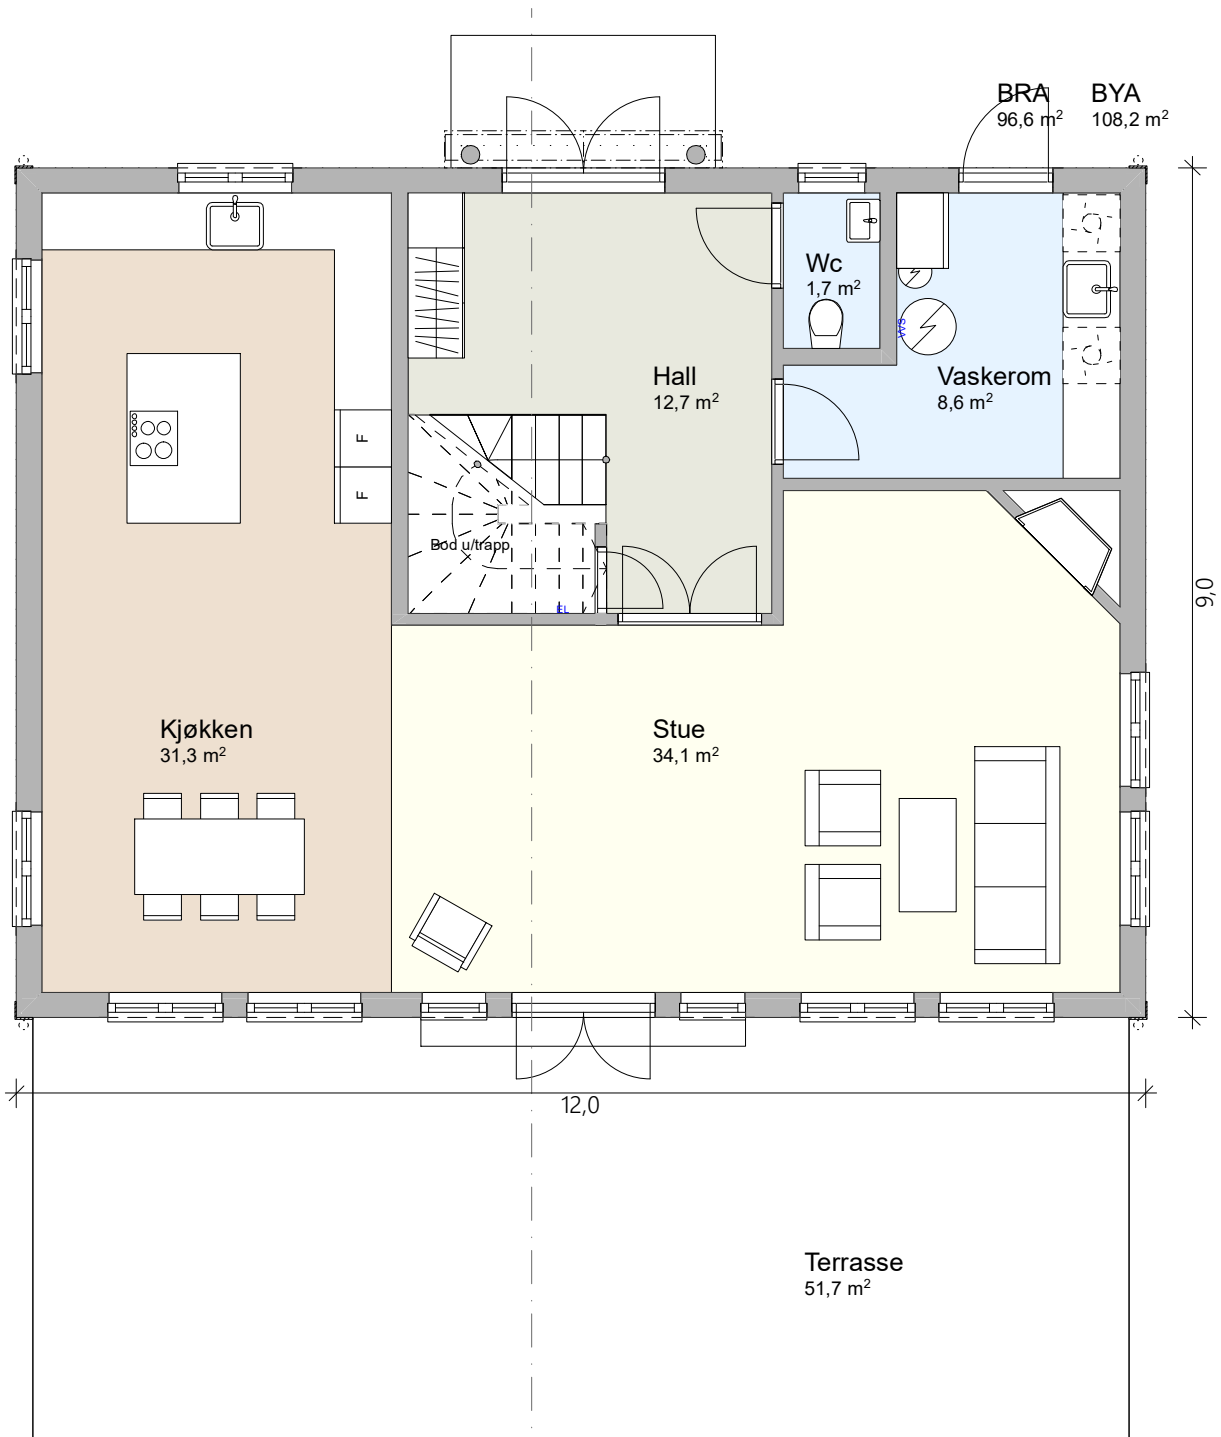 BRA
96,6 m²
BYA
108,2 m²
Wc
1,7 m²
VVS
Hall
12,7 m²
Vaskerom
8,6 m²
F
F
Bod u/trapp
EL
9,0
Kjøkken
31,3 m²
Stue
34,1 m²
12,0
Terrasse
51,7 m²